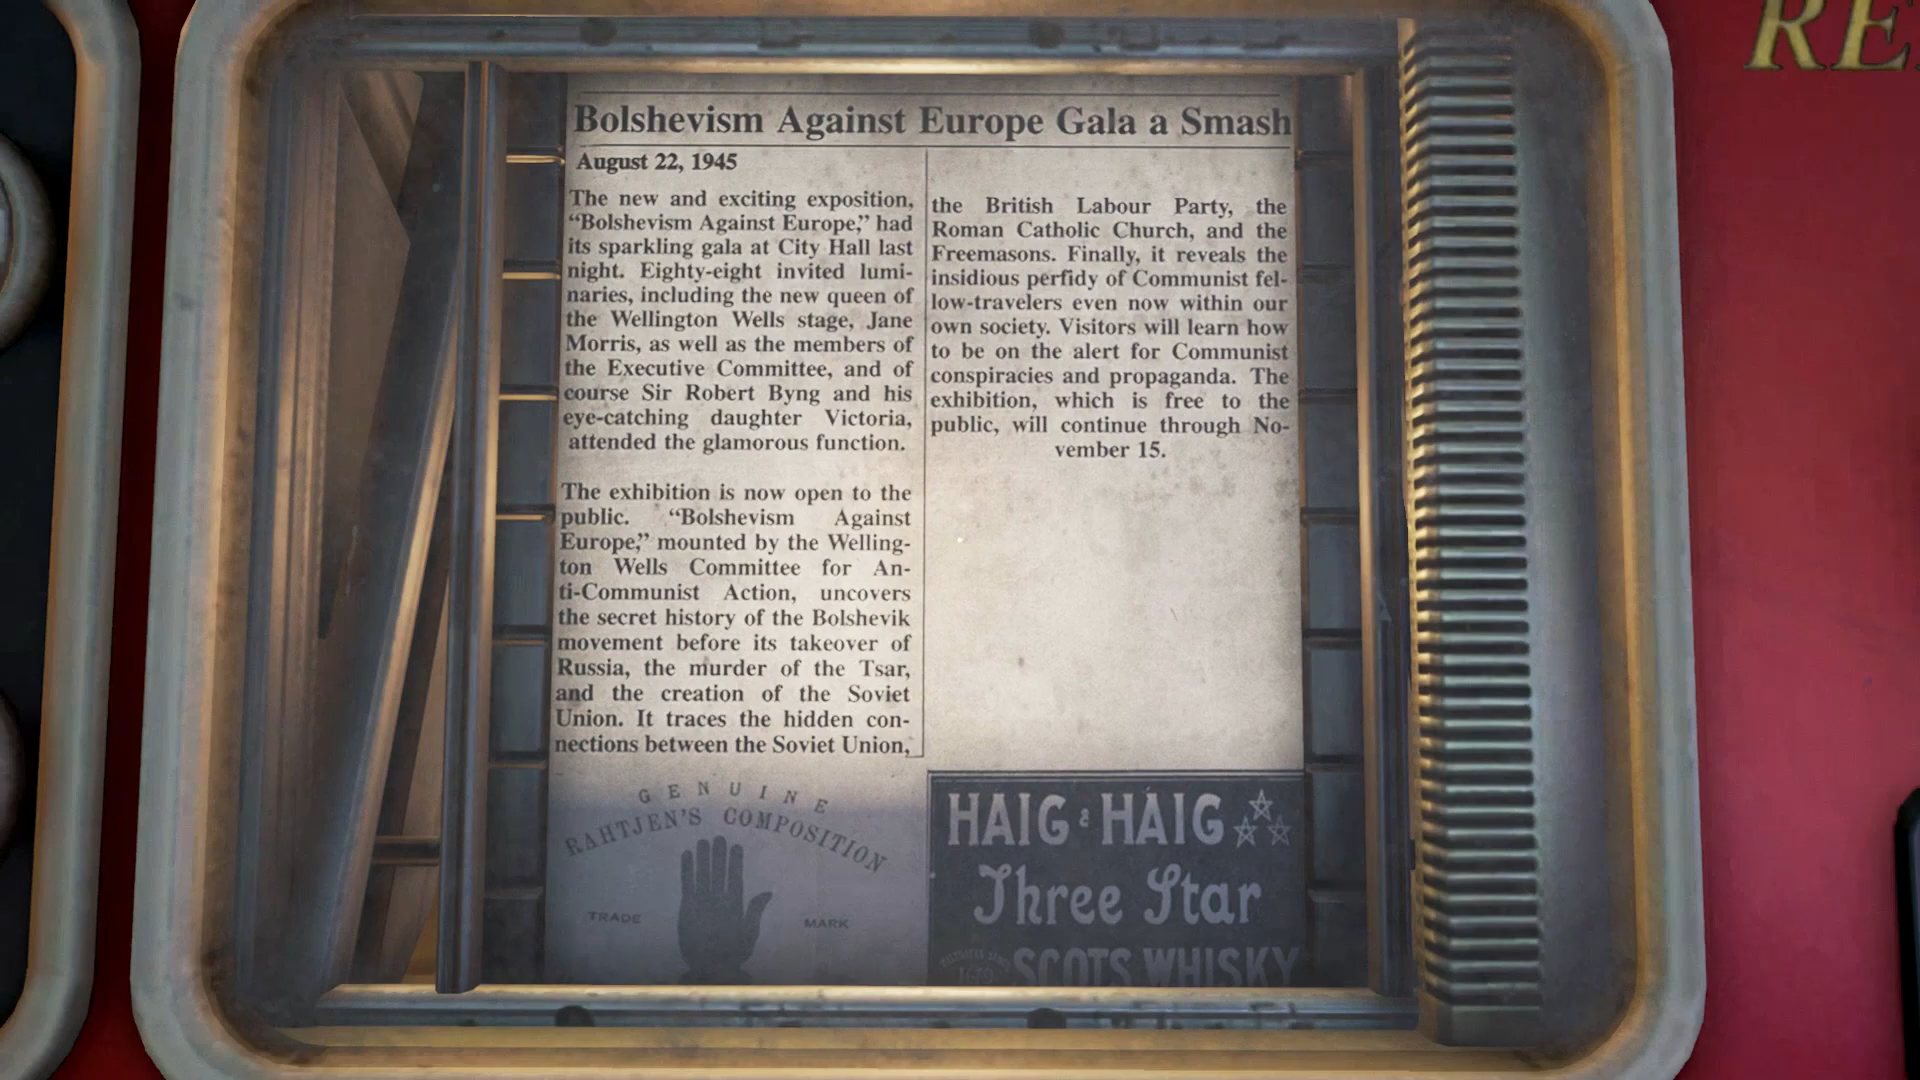 RE
Bolshevism Against Europe Gala a Smash
August 22, 1945
The new and exciting exposition,
“Bolshevism Against Europe,” had
its sparkling gala at City Hall last
night. Eighty-eight invited lumi-
naries, including the new queen of
the Wellington Wells stage, Jane
Morris, as well as the members of
the Executive Committee, and of
course Sir Robert Byng and his
eye-catching daughter Victoria,
attended the glamorous function.
The exhibition is now open to the
public. “Bolshevism Against
Europe,” mounted by the Welling-
ton Wells Committee for An-
ti-Communist Action, uncovers
the secret history of the Bolshevik
movement before its takeover of
Russia, the murder of the Tsar,
and the creation of the Soviet
Union. It traces the hidden con-
nections between the Soviet Union,
the British Labour Party, the
Roman Catholic Church, and the
Freemasons. Finally, it reveals the
insidious perfidy of Communist fel-
low-travelers even now within our
own society. Visitors will learn how
to be on the alert for Communist
conspiracies and propaganda. The
exhibition, which is free to the
public, will continue through No-
vember 15.
GENUINE
RAHTJEN'S COMPOSITION
TRADE MARK
HAIG & HAIG
Three Star
SCOTS WHISKY